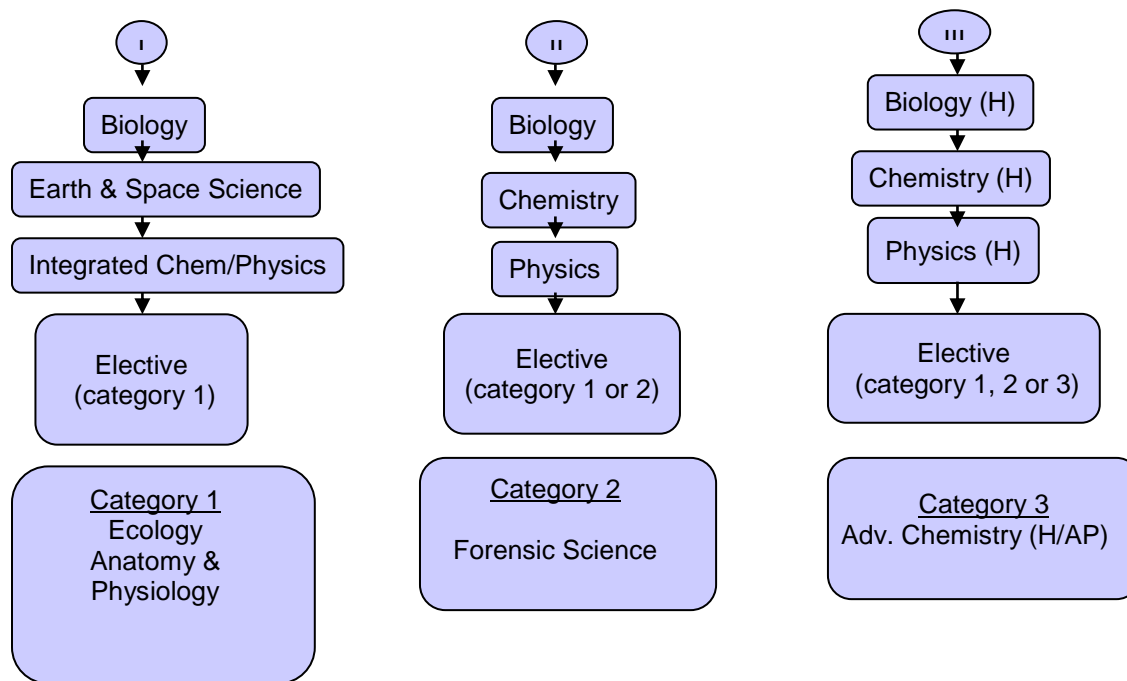 I
Biology
Earth & Space Science
Integrated Chem/Physics
Elective
(category 1)
Category 1
Ecology
Anatomy &
Physiology
II
Biology
Chemistry
Physics
Elective
(category 1 or 2)
Category 2
Forensic Science
III
Biology (H)
Chemistry (H)
Physics (H)
Elective
(category 1, 2 or 3)
Category 3
Adv. Chemistry (H/AP)